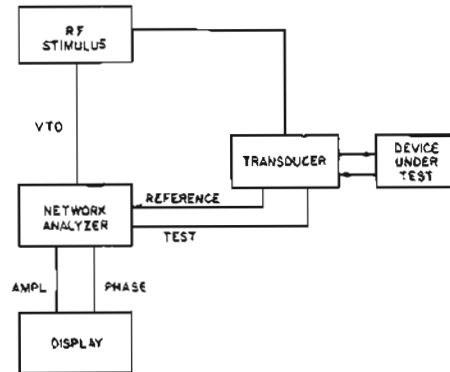 RF
STIMULUS
VTO
TRANSDUCER
DEVICE
UNDER
TEST
REFERENCE
NETWORK
ANALYZER
TEST
AMPL
PHASE
DISPLAY